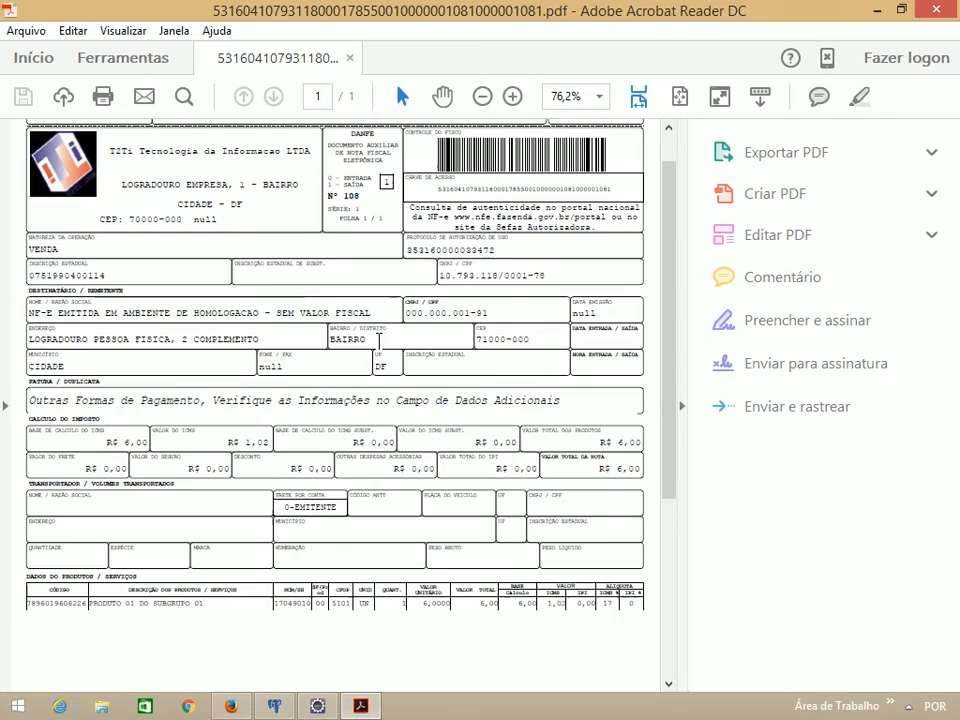 53160410793118000178550010000001081000001081.pdf - Adobe Acrobat Reader DC
Arquivo Editar Visualizar Janela Ajuda
Início Ferramentas 531604107931180... × Fazer logon
1 / 1 76,2%
T2Ti Tecnologia da Informacao LTDA
LOGRADOURO EMPRESA, 1 - BAIRRO
CIDADE - DF
CEP: 70000-000 null
DANFE
DOCUMENTO AUXILIAR
DE NOTA FISCAL
ELETRÔNICA
0 - ENTRADA
1 - SAÍDA
1
Nº 108
SÉRIE: 1
FOLHA 1 / 1
CONTROLE DO FISCO
CHAVE DE ACESSO
53160410793118000178550010000001081000001081
Consulta de autenticidade no portal nacional
da NF-e www.nfe.fazenda.gov.br/portal ou no
site da Sefaz Autorizadora.
NATUREZA DA OPERAÇÃO PROTOCOLO DE AUTORIZAÇÃO DE USO
VENDA 353160000033472
INSCRIÇÃO ESTADUAL INSCRIÇÃO ESTADUAL DE SUBST. CNPJ / CPF
0751990400114 10.793.118/0001-78
DESTINATÁRIO / REMETENTE
NOME / RAZÃO SOCIAL CNPJ / CPF DATA EMISSÃO
NF-E EMITIDA EM AMBIENTE DE HOMOLOGACAO - SEM VALOR FISCAL 000.000.001-91 null
ENDEREÇO BAIRRO / DISTRITO CEP DATA ENTRADA / SAÍDA
LOGRADOURO PESSOA FISICA, 2 COMPLEMENTO BAIRRO 71000-000
MUNICÍPIO FONE / FAX UF INSCRIÇÃO ESTADUAL HORA ENTRADA / SAÍDA
CIDADE null DF
FATURA / DUPLICATA
Outras Formas de Pagamento, Verifique as Informações no Campo de Dados Adicionais
CALCULO DO IMPOSTO
BASE DE CALCULO DO ICMS VALOR DO ICMS BASE DE CALCULO DO ICMS SUBST. VALOR DO ICMS SUBST. VALOR TOTAL DOS PRODUTOS
R$ 6,00 R$ 1,02 R$ 0,00 R$ 0,00 R$ 6,00
VALOR DO FRETE VALOR DO SEGURO DESCONTO OUTRAS DESPESAS ACESSÓRIAS VALOR TOTAL DO IPI VALOR TOTAL DA NOTA
R$ 0,00 R$ 0,00 R$ 0,00 R$ 0,00 R$ 0,00 R$ 6,00
TRANSPORTADOR / VOLUMES TRANSPORTADOS
NOME / RAZÃO SOCIAL FRETE POR CONTA CÓDIGO ANTT PLACA DO VEICULO UF CNPJ / CPF
0-EMITENTE
ENDEREÇO MUNICÍPIO UF INSCRIÇÃO ESTADUAL
QUANTIDADE ESPÉCIE MARCA NUMERAÇÃO PESO BRUTO PESO LIQUIDO
DADOS DO PRODUTOS / SERVIÇOS
CÓDIGO DESCRIÇÃO DOS PRODUTOS / SERVIÇOS NCM/SH CFOP UNID QUANT. VALOR UNITÁRIO VALOR TOTAL BASE Cálculo VALOR ICMS IPI ALIQUOTA ICMS % IPI %
7896019606226 PRODUTO 01 DO SUBGRUPO 01 17049010 00 5101 UN 1 6,0000 6,00 6,00 1,02 0,00 17 0
Exportar PDF
Criar PDF
Editar PDF
Comentário
Preencher e assinar
Enviar para assinatura
Enviar e rastrear
Área de Trabalho POR